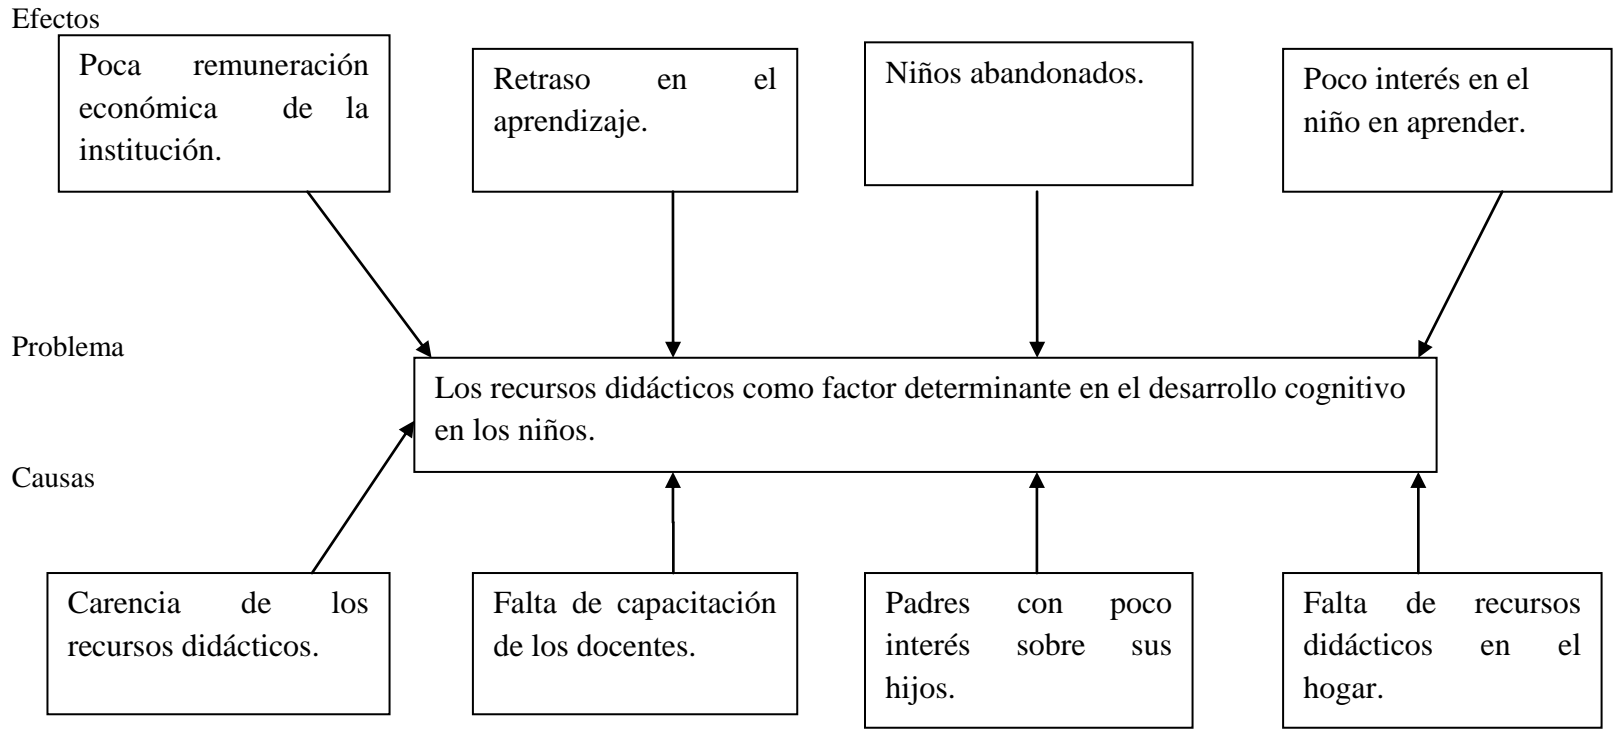 Efectos
Poca remuneración
económica de la
institución.
Retraso en el
aprendizaje.
Niños abandonados.
Poco interés en el
niño en aprender.
Problema
Los recursos didácticos como factor determinante en el desarrollo cognitivo
en los niños.
Causas
Carencia de los
recursos didácticos.
Falta de capacitación
de los docentes.
Padres con poco
interés sobre sus
hijos.
Falta de recursos
didácticos en el
hogar.